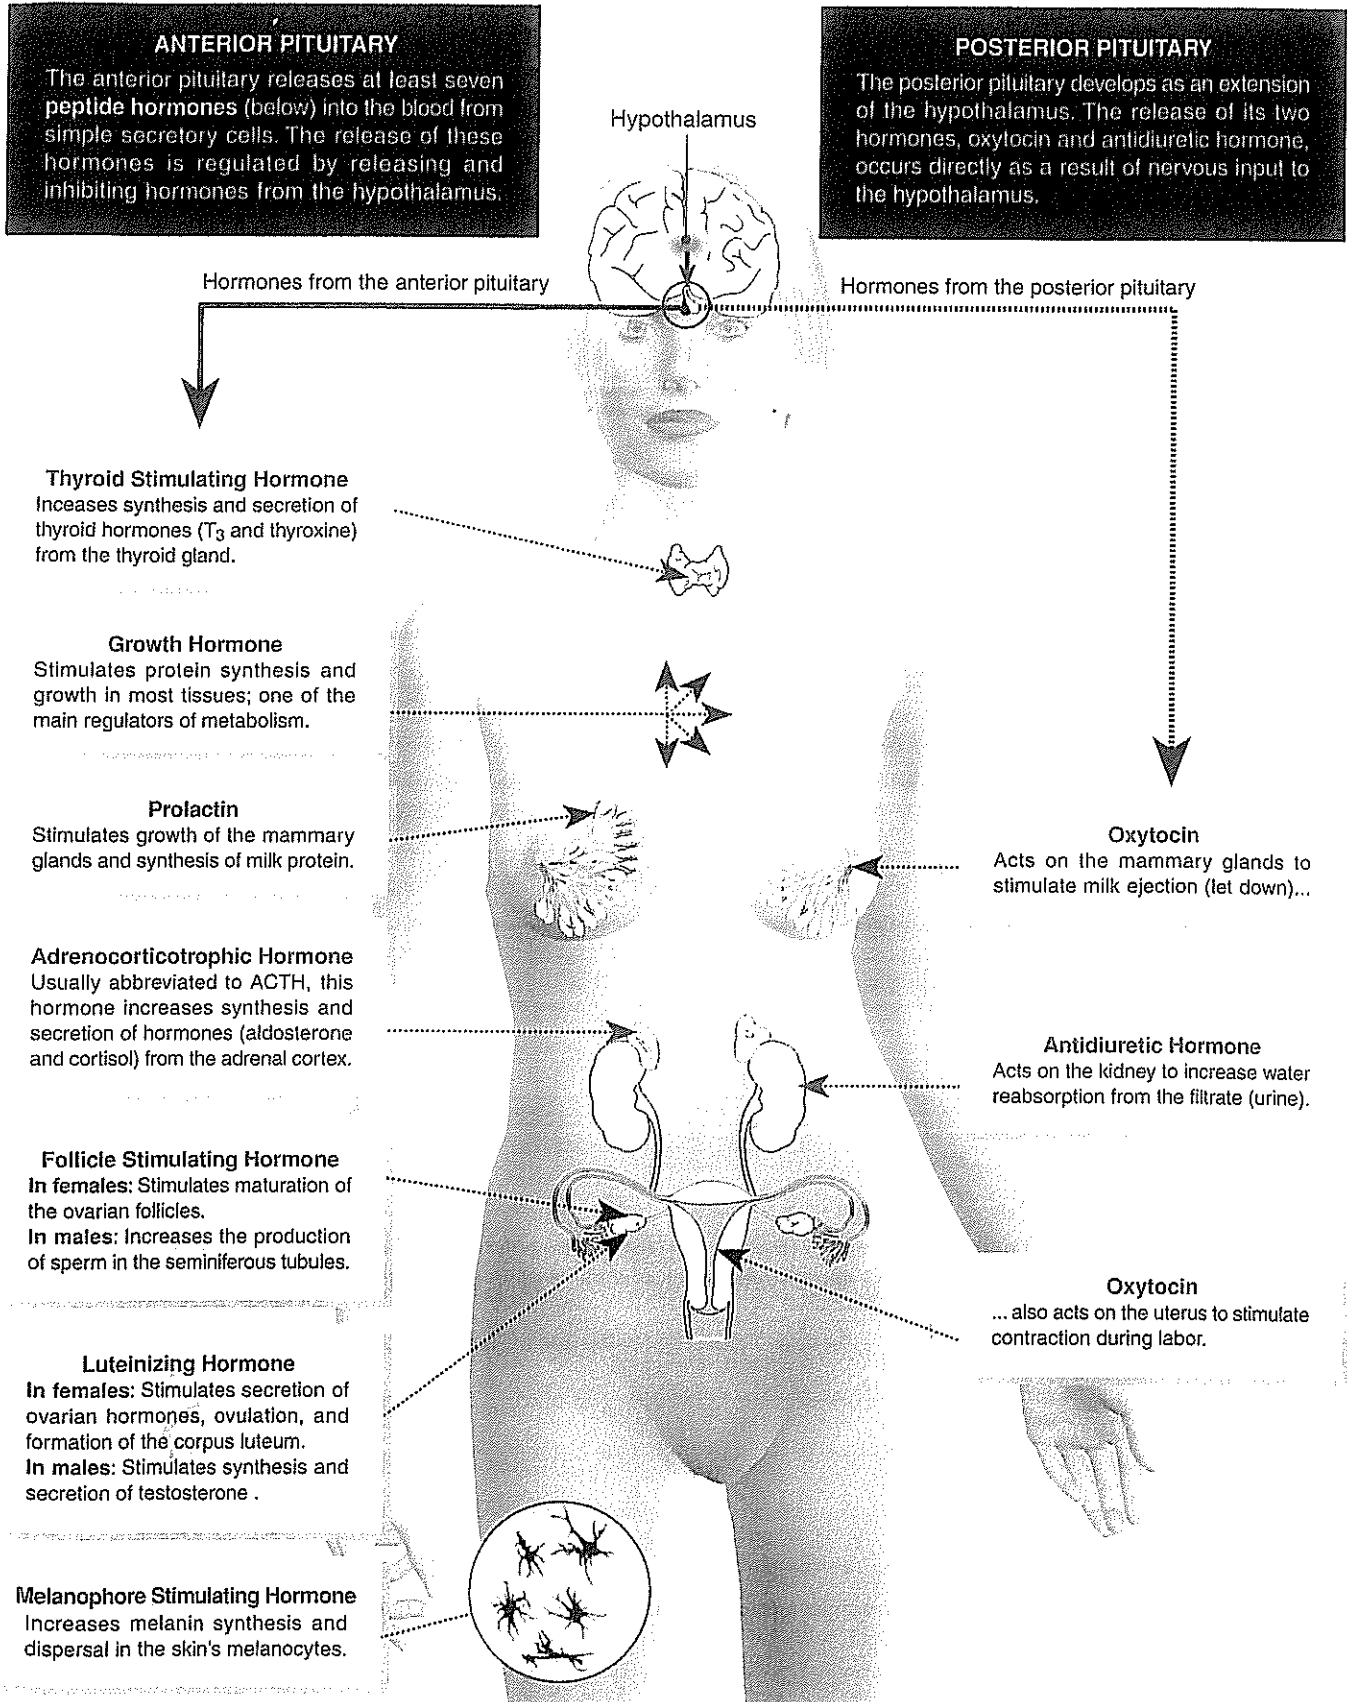 ANTERIOR PITUITARY
The anterior pituitary releases at least seven
peptide hormones (below) into the blood from
simple secretory cells. The release of these
hormones is regulated by releasing and
inhibiting hormones from the hypothalamus.
POSTERIOR PITUITARY
The posterior pituitary develops as an extension
of the hypothalamus. The release of its two
hormones, oxytocin and antidiuretic hormone,
occurs directly as a result of nervous input to
the hypothalamus.
Hypothalamus
Hormones from the anterior pituitary
Hormones from the posterior pituitary
Thyroid Stimulating Hormone
Inceases synthesis and secretion of
thyroid hormones (T3 and thyroxine)
from the thyroid gland.
Growth Hormone
Stimulates protein synthesis and
growth in most tissues; one of the
main regulators of metabolism.
Prolactin
Stimulates growth of the mammary
glands and synthesis of milk protein.
Adrenocorticotrophic Hormone
Usually abbreviated to ACTH, this
hormone increases synthesis and
secretion of hormones (aldosterone
and cortisol) from the adrenal cortex.
Follicle Stimulating Hormone
In females: Stimulates maturation of
the ovarian follicles.
In males: Increases the production
of sperm in the seminiferous tubules.
Luteinizing Hormone
In females: Stimulates secretion of
ovarian hormones, ovulation, and
formation of the corpus luteum.
In males: Stimulates synthesis and
secretion of testosterone .
Melanophore Stimulating Hormone
Increases melanin synthesis and
dispersal in the skin's melanocytes.
Oxytocin
Acts on the mammary glands to
stimulate milk ejection (let down)...
Antidiuretic Hormone
Acts on the kidney to increase water
reabsorption from the filtrate (urine).
Oxytocin
... also acts on the uterus to stimulate
contraction during labor.